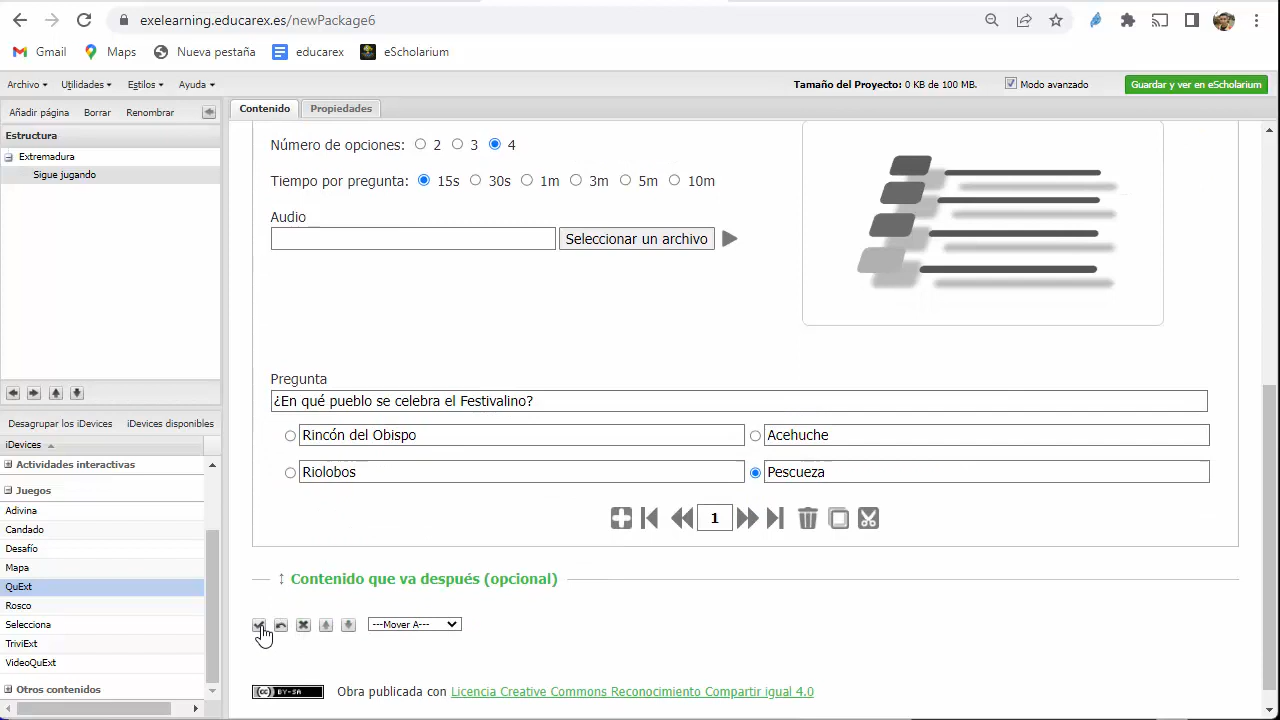 exelearning.educarex.es/newPackage6
Gmail Maps Nueva pestaña educarex eScholarium
Archivo Utilidades Estilos Ayuda Tamaño del Proyecto: 0 KB de 100 MB. Modo avanzado Guardar y ver en eScholarium
Añadir página Borrar Renombrar
Estructura
Extremadura
Sigue jugando
Desagrupar los iDevices iDevices disponibles
iDevices
Actividades interactivas
Juegos
Adivina
Candado
Desafío
Mapa
QuExt
Rosco
Selecciona
TriviExt
VideoQuExt
Otros contenidos
Contenido Propiedades
Número de opciones: 2 3 4
Tiempo por pregunta: 15s 30s 1m 3m 5m 10m
Audio
Seleccionar un archivo
Pregunta
¿En qué pueblo se celebra el Festivalino?
Rincón del Obispo Acehuche
Riolobos Pescueza
1
Contenido que va después (opcional)
---Mover A---
(cc) BY-SA Obra publicada con Licencia Creative Commons Reconocimiento Compartir igual 4.0